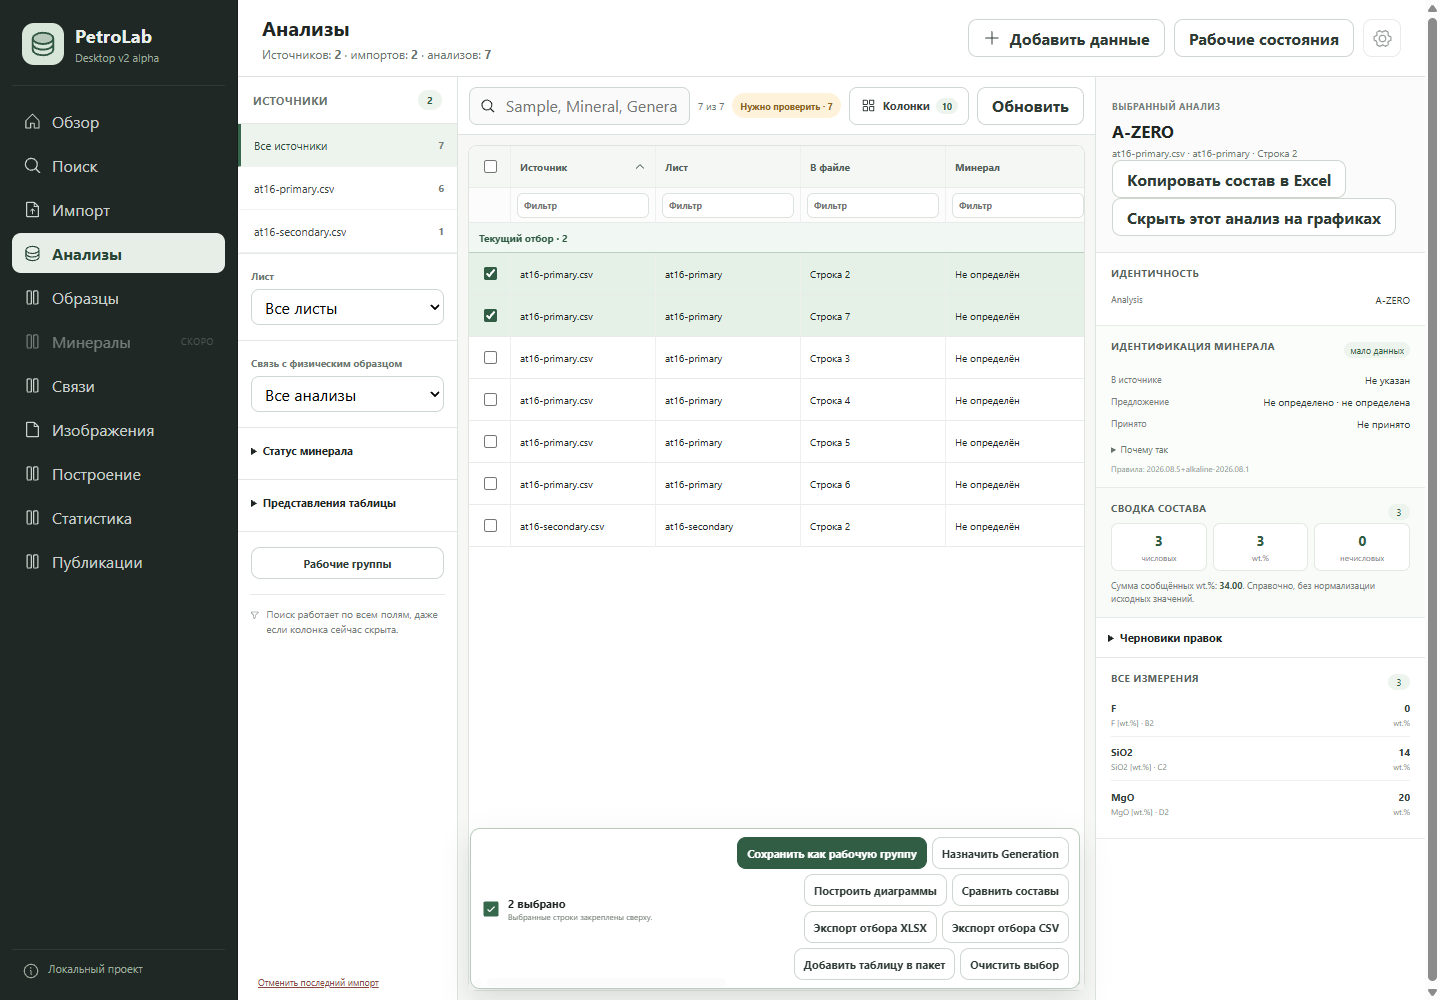 PetroLab
Desktop v2 alpha
Обзор
Поиск
Импорт
Анализы
Образцы
Минералы СКОРО
Связи
Изображения
Построение
Статистика
Публикации
Локальный проект
Анализы
Источников: 2 · импортов: 2 · анализов: 7
Добавить данные
Рабочие состояния
ИСТОЧНИКИ 2
Все источники 7
at16-primary.csv 6
at16-secondary.csv 1
Лист
Все листы
Связь с физическим образцом
Все анализы
Статус минерала
Представления таблицы
Рабочие группы
Поиск работает по всем полям, даже
если колонка сейчас скрыта.
Отменить последний импорт
Sample, Mineral, Genera
7 из 7
Нужно проверить · 7
Колонки 10
Обновить
Источник Лист В файле Минерал
Фильтр Фильтр Фильтр Фильтр
Текущий отбор · 2
at16-primary.csv at16-primary Строка 2 Не определён
at16-primary.csv at16-primary Строка 7 Не определён
at16-primary.csv at16-primary Строка 3 Не определён
at16-primary.csv at16-primary Строка 4 Не определён
at16-primary.csv at16-primary Строка 5 Не определён
at16-primary.csv at16-primary Строка 6 Не определён
at16-secondary.csv at16-secondary Строка 2 Не определён
2 выбрано
Выбранные строки закреплены сверху.
Сохранить как рабочую группу
Назначить Generation
Построить диаграммы
Сравнить составы
Экспорт отбора XLSX
Экспорт отбора CSV
Добавить таблицу в пакет
Очистить выбор
ВЫБРАННЫЙ АНАЛИЗ
A-ZERO
at16-primary.csv · at16-primary · Строка 2
Копировать состав в Excel
Скрыть этот анализ на графиках
ИДЕНТИЧНОСТЬ
Analysis A-ZERO
ИДЕНТИФИКАЦИЯ МИНЕРАЛА мало данных
В источнике Не указан
Предложение Не определено · не определена
Принято Не принято
Почему так
Правила: 2026.08.5+alkaline-2026.08.1
СВОДКА СОСТАВА 3
3 3 0
числовых wt.% нечисловых
Сумма сообщённых wt.%: 34.00. Справочно, без нормализации
исходных значений.
Черновики правок
ВСЕ ИЗМЕРЕНИЯ 3
F 0
F [wt.%] · B2 wt.%
SiO2 14
SiO2 [wt.%] · C2 wt.%
MgO 20
MgO [wt.%] · D2 wt.%